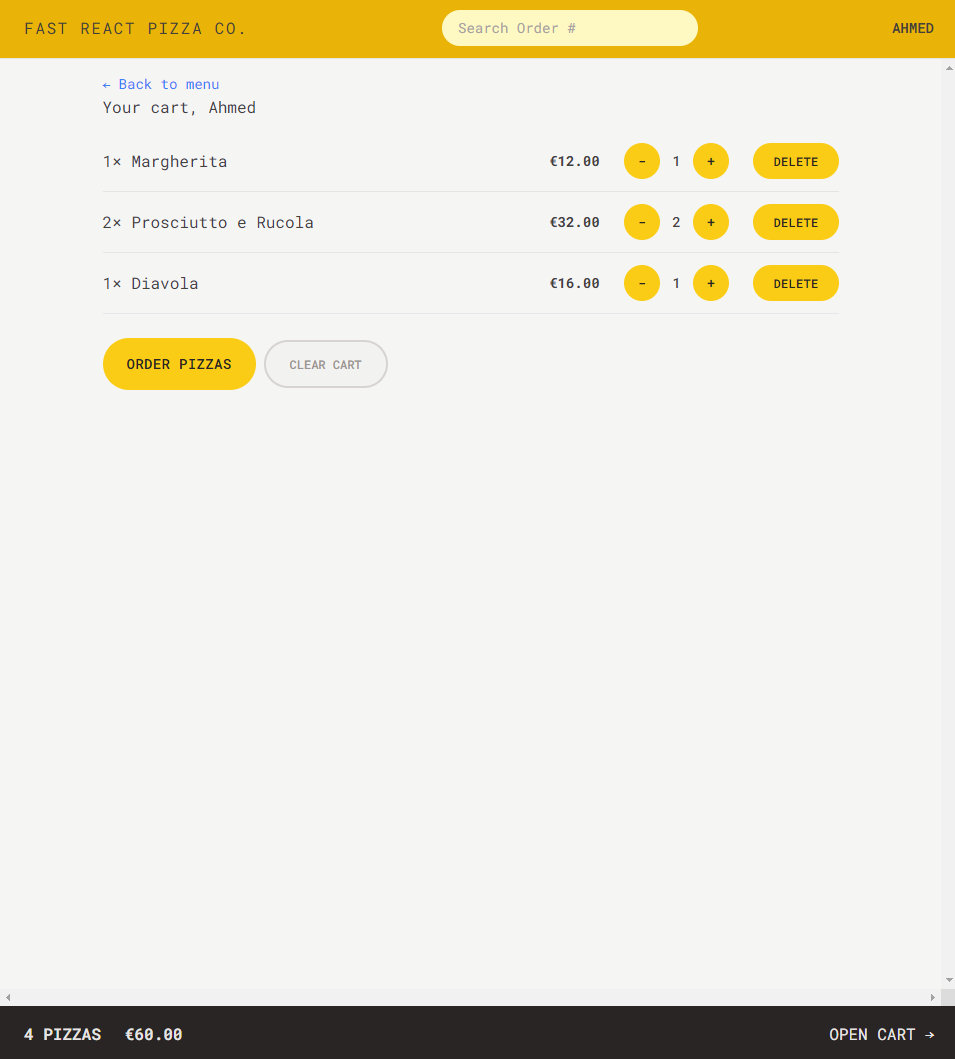 FAST REACT PIZZA CO.
Search Order #
AHMED
← Back to menu
Your cart, Ahmed
1× Margherita €12.00 - 1 + DELETE
2× Prosciutto e Rucola €32.00 - 2 + DELETE
1× Diavola €16.00 - 1 + DELETE
ORDER PIZZAS CLEAR CART
4 PIZZAS €60.00 OPEN CART →